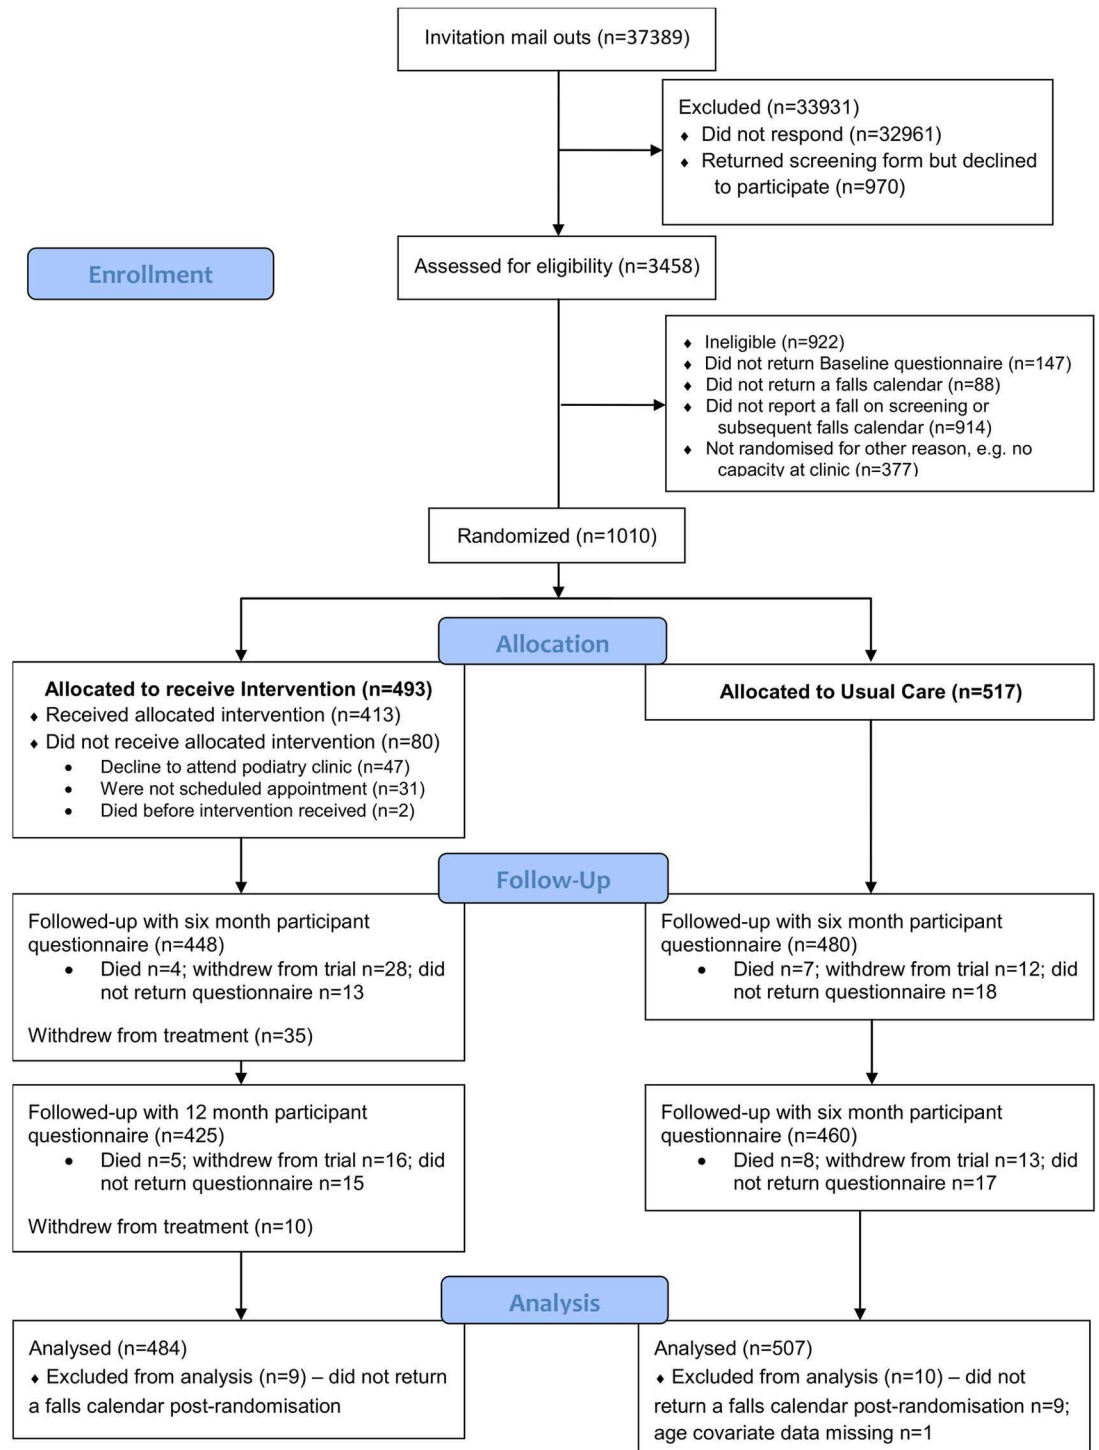 Invitation mail outs (n=37389)
Excluded (n=33931)
♦ Did not respond (n=32961)
♦ Returned screening form but declined
to participate (n=970)
Enrollment
Assessed for eligibility (n=3458)
♦ Ineligible (n=922)
♦ Did not return Baseline questionnaire (n=147)
♦ Did not return a falls calendar (n=88)
♦ Did not report a fall on screening or
subsequent falls calendar (n=914)
♦ Not randomised for other reason, e.g. no
capacity at clinic (n=377)
Randomized (n=1010)
Allocation
Allocated to receive Intervention (n=493)
♦ Received allocated intervention (n=413)
♦ Did not receive allocated intervention (n=80)
• Decline to attend podiatry clinic (n=47)
• Were not scheduled appointment (n=31)
• Died before intervention received (n=2)
Allocated to Usual Care (n=517)
Follow-Up
Followed-up with six month participant
questionnaire (n=448)
• Died n=4; withdrew from trial n=28; did
not return questionnaire n=13
Withdrew from treatment (n=35)
Followed-up with six month participant
questionnaire (n=480)
• Died n=7; withdrew from trial n=12; did
not return questionnaire n=18
Followed-up with 12 month participant
questionnaire (n=425)
• Died n=5; withdrew from trial n=16; did
not return questionnaire n=15
Withdrew from treatment (n=10)
Followed-up with six month participant
questionnaire (n=460)
• Died n=8; withdrew from trial n=13; did
not return questionnaire n=17
Analysis
Analysed (n=484)
♦ Excluded from analysis (n=9) – did not return
a falls calendar post-randomisation
Analysed (n=507)
♦ Excluded from analysis (n=10) – did not
return a falls calendar post-randomisation n=9;
age covariate data missing n=1